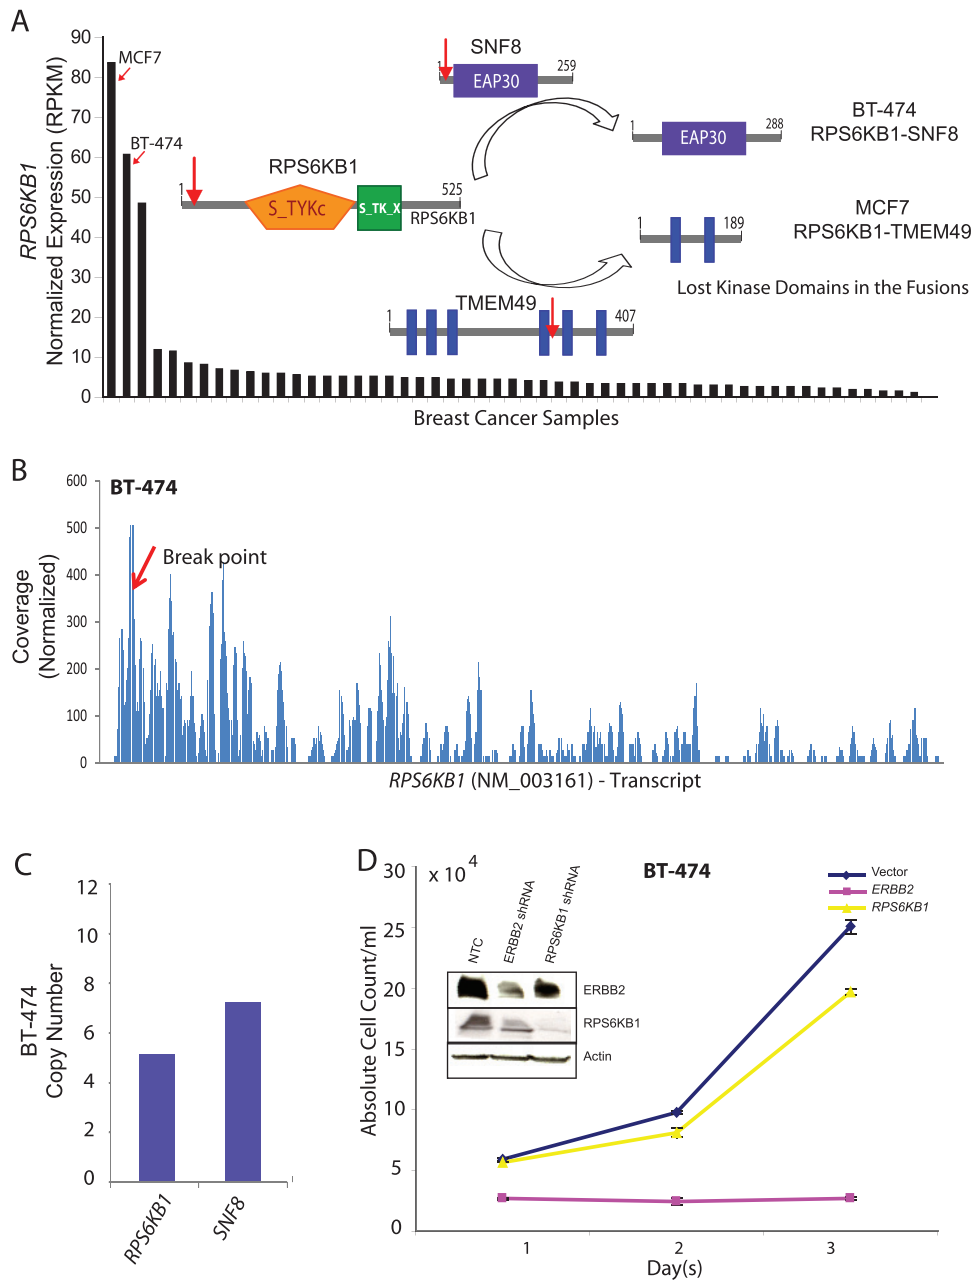 A
RPS6KB1
Normalized Expression (RPKM)
90
80
70
60
50
40
30
20
10
0
MCF7
BT-474
SNF8
1
259
EAP30
RPS6KB1
1
525
S_TYKc
S_TK_X
RPS6KB1
1
288
EAP30
BT-474
RPS6KB1-SNF8
1
189
MCF7
RPS6KB1-TMEM49
Lost Kinase Domains in the Fusions
TMEM49
1
407
Breast Cancer Samples
B
BT-474
Coverage
(Normalized)
600
500
400
300
200
100
0
Break point
RPS6KB1 (NM_003161) - Transcript
C
BT-474
Copy Number
12
10
8
6
4
2
0
RPS6KB1
SNF8
D
Absolute Cell Count/ml
30
25
20
15
10
5
0
x 10 4
BT-474
Vector
ERBB2
RPS6KB1
NTC
ERBB2 shRNA
RPS6KB1 shRNA
ERBB2
RPS6KB1
Actin
1
2
3
Day(s)